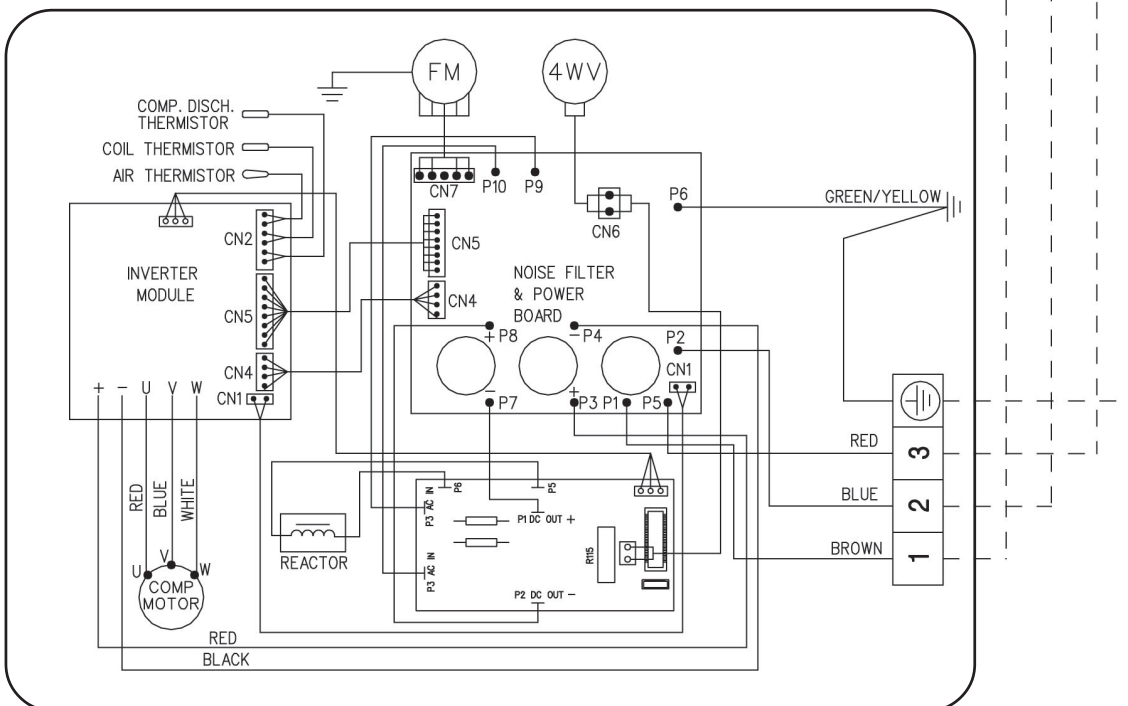 FM
4WV
COMP. DISCH.
THERMISTOR
COIL THERMISTOR
AIR THERMISTOR
CN7
P10
P9
P6
GREEN/YELLOW
CN2
CN5
CN6
INVERTER
MODULE
NOISE FILTER
& POWER
BOARD
CN5
CN4
+ P8
− P4
P2
CN4
CN1
CN1
+ − U V W
− P7
+ P3
P1
P5
RED
3
RED
BLUE
WHITE
P6
P5
P3 AC IN
P1 DC OUT +
BLUE
2
REACTOR
R115
BROWN
1
P3 AC IN
V
U
W
COMP
MOTOR
P2 DC OUT −
RED
BLACK